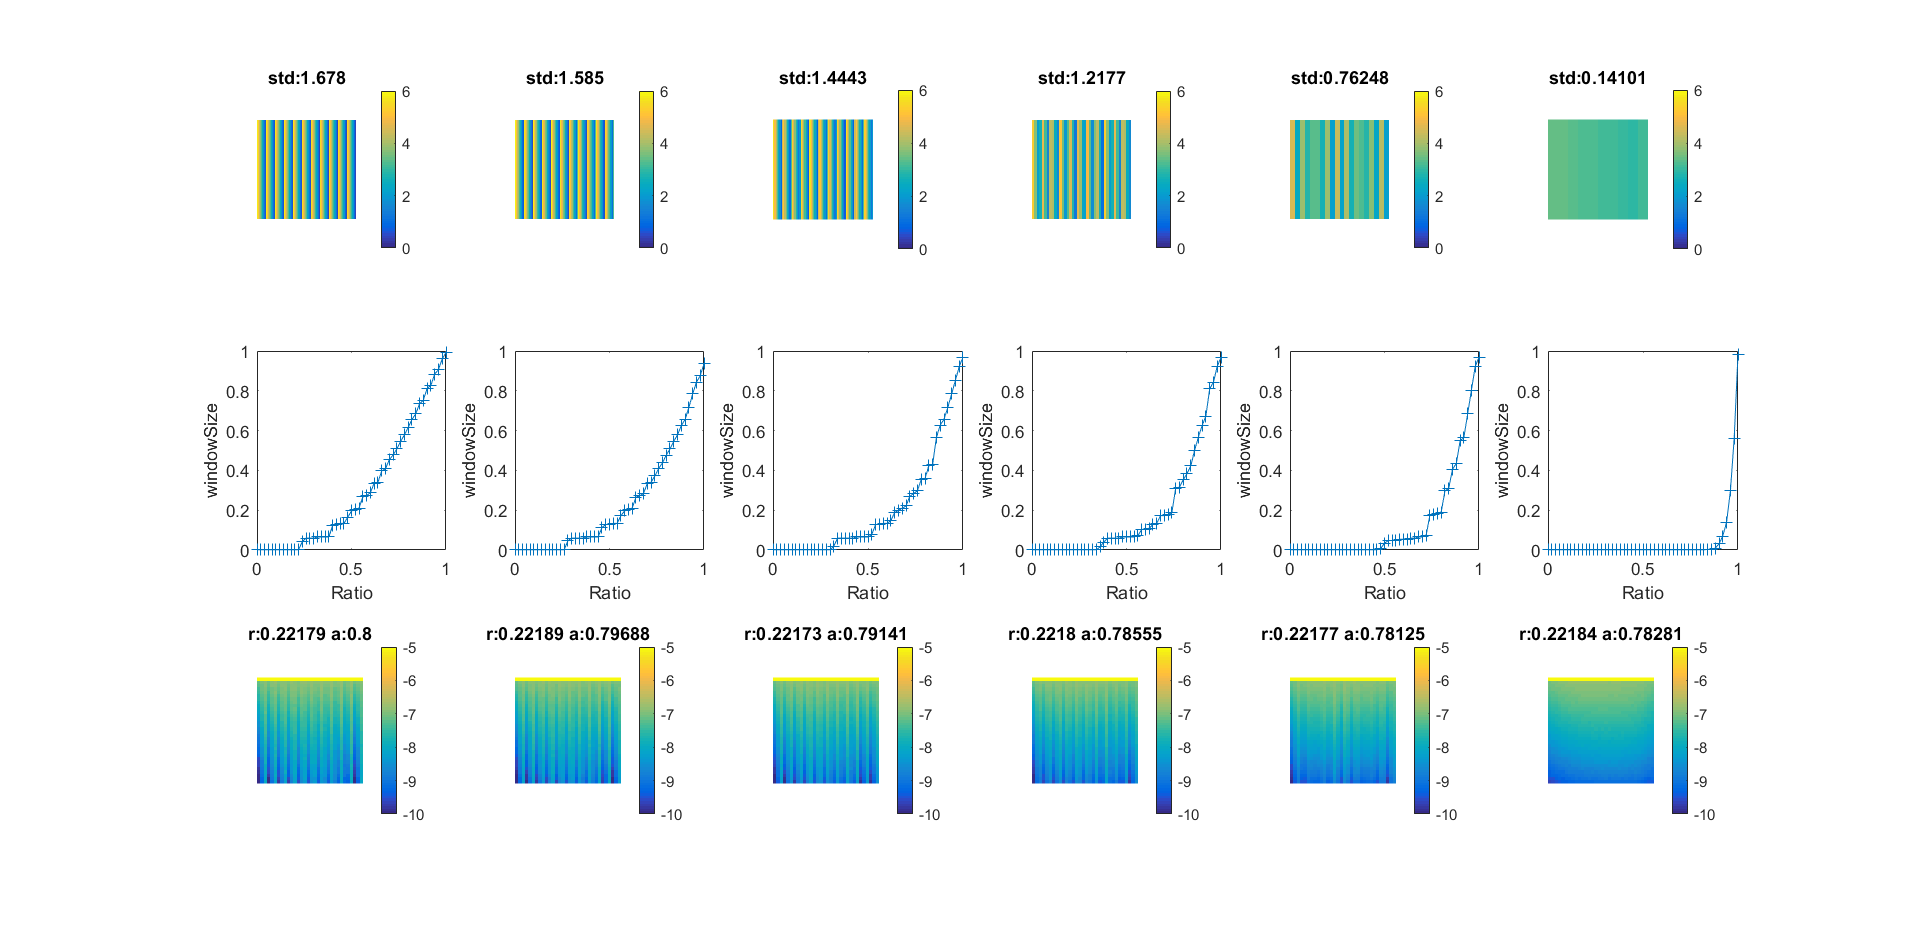 std:1.678
std:1.585
std:1.4443
std:1.2177
std:0.76248
std:0.14101
6 4 2 0
6 4 2 0
6 4 2 0
6 4 2 0
6 4 2 0
6 4 2 0
windowSize
1 0.8 0.6 0.4 0.2 0
0 0.5 1
Ratio
windowSize
1 0.8 0.6 0.4 0.2 0
0 0.5 1
Ratio
windowSize
1 0.8 0.6 0.4 0.2 0
0 0.5 1
Ratio
windowSize
1 0.8 0.6 0.4 0.2 0
0 0.5 1
Ratio
windowSize
1 0.8 0.6 0.4 0.2 0
0 0.5 1
Ratio
windowSize
1 0.8 0.6 0.4 0.2 0
0 0.5 1
Ratio
r:0.22179 a:0.8
r:0.22189 a:0.79688
r:0.22173 a:0.79141
r:0.2218 a:0.78555
r:0.22177 a:0.78125
r:0.22184 a:0.78281
-5 -6 -7 -8 -9 -10
-5 -6 -7 -8 -9 -10
-5 -6 -7 -8 -9 -10
-5 -6 -7 -8 -9 -10
-5 -6 -7 -8 -9 -10
-5 -6 -7 -8 -9 -10